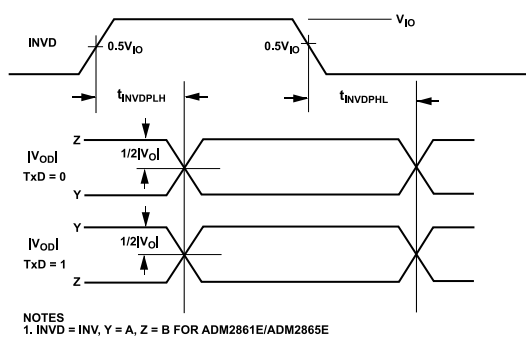 V_IO
INVD
0.5V_IO
0.5V_IO
t_INVDPLH
t_INVDPHL
Z
|V_OD|
TxD = 0
1/2|V_O|
Y
Y
|V_OD|
TxD = 1
1/2|V_O|
Z
NOTES
1. INVD = INV, Y = A, Z = B FOR ADM2861E/ADM2865E